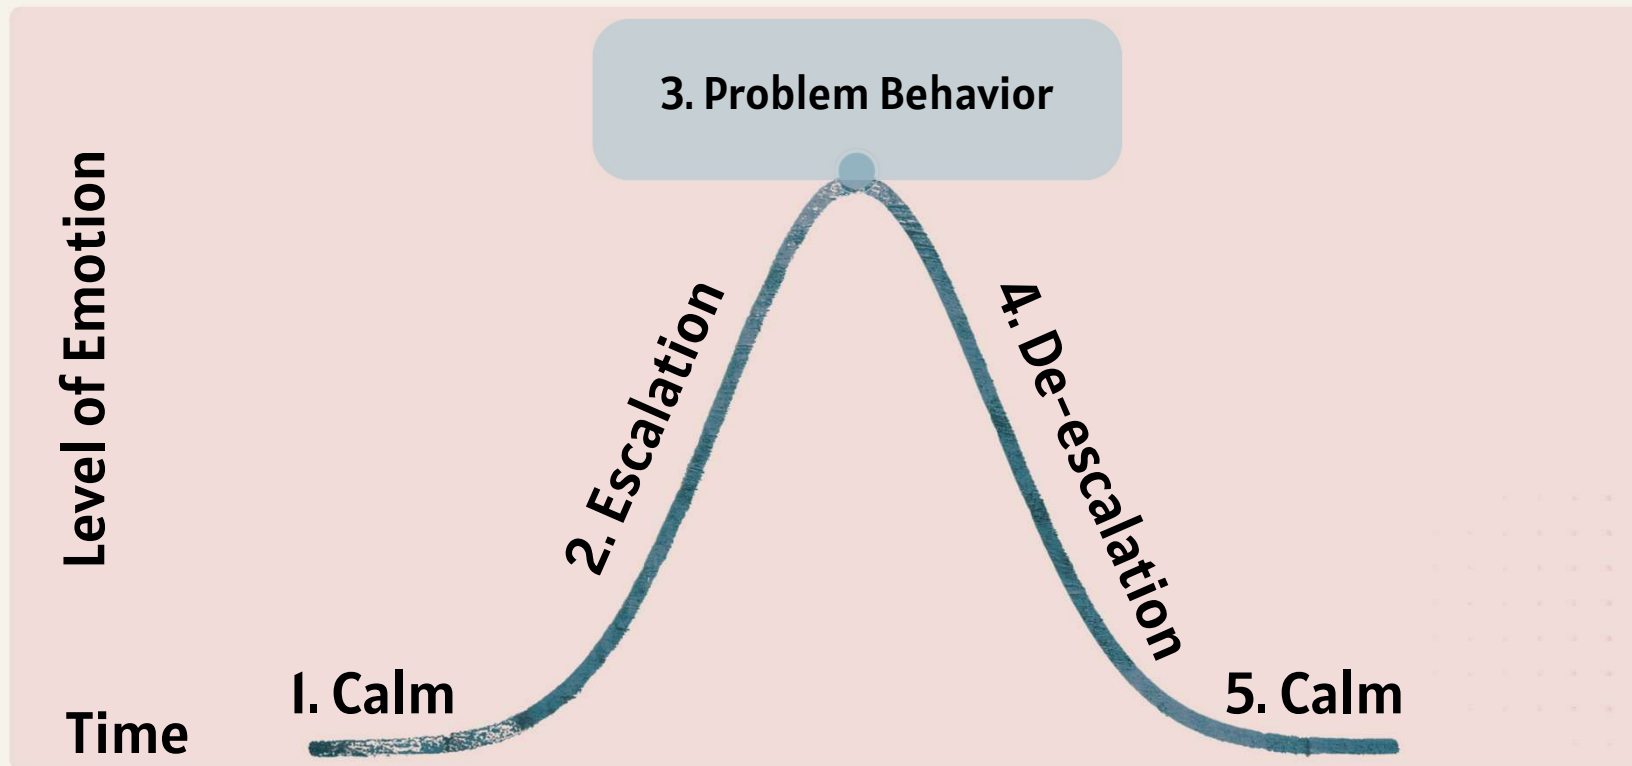 3. Problem Behavior
Level of Emotion
2. Escalation
4. De-escalation
1. Calm
5. Calm
Time